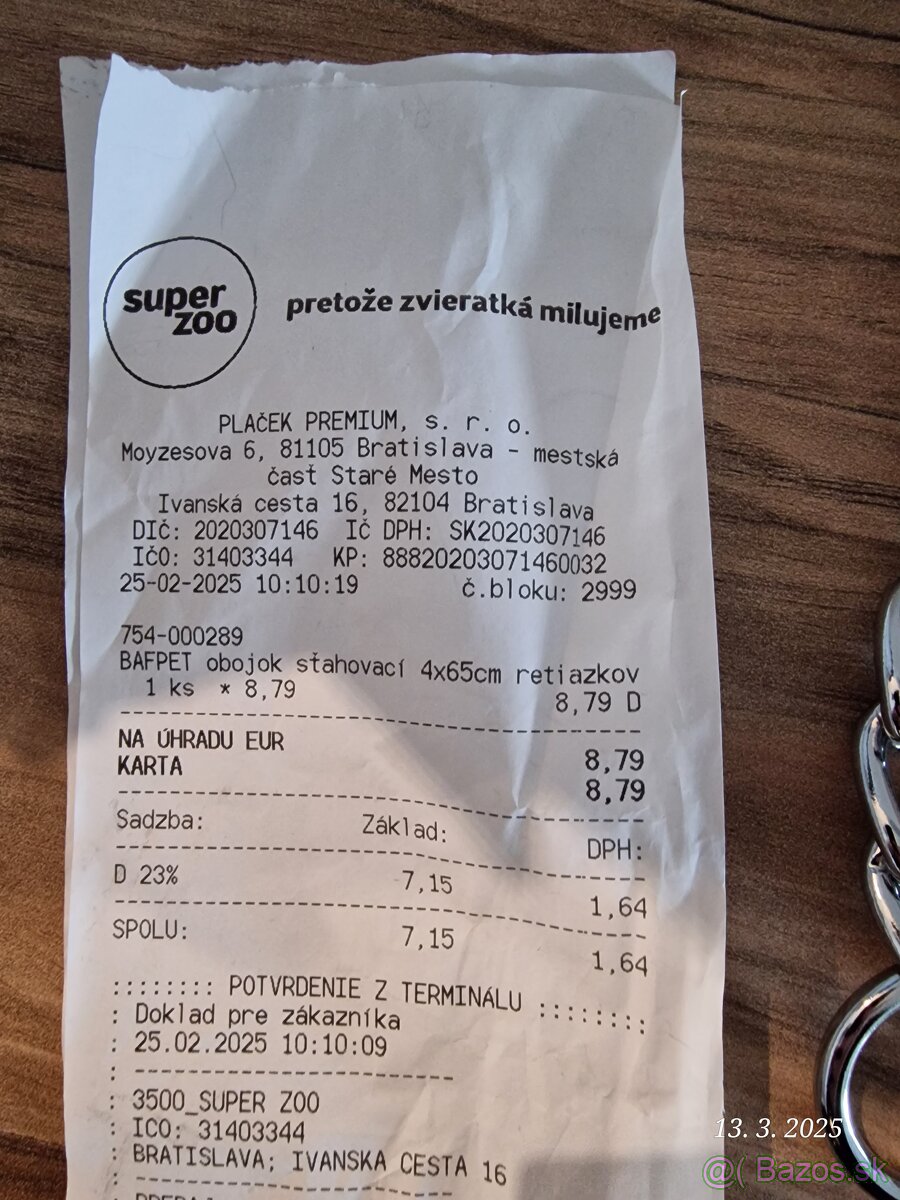 super
zoo
pretože zvieratká milujeme
PLAČEK PREMIUM, s. r. o.
Moyzesova 6, 81105 Bratislava - mestská
časť Staré Mesto
Ivanská cesta 16, 82104 Bratislava
DIČ: 2020307146 IČ DPH: SK2020307146
IČO: 31403344 KP: 88820203071460032
25-02-2025 10:10:19 č.bloku: 2999
754-000289
BAFPET obojok sťahovací 4x65cm retiazkov
1 ks * 8,79 8,79 D
NA ÚHRADU EUR 8,79
KARTA 8,79
Sadzba: Základ: DPH:
D 23% 7,15 1,64
SPOLU: 7,15 1,64
:::::::: POTVRDENIE Z TERMINÁLU ::::::::
: Doklad pre zákazníka
: 25.02.2025 10:10:09
: ------------------------
: 3500_SUPER ZOO
: ICO: 31403344
: BRATISLAVA; IVANSKA CESTA 16
: ------------------------
13. 3. 2025
@( Bazos.sk